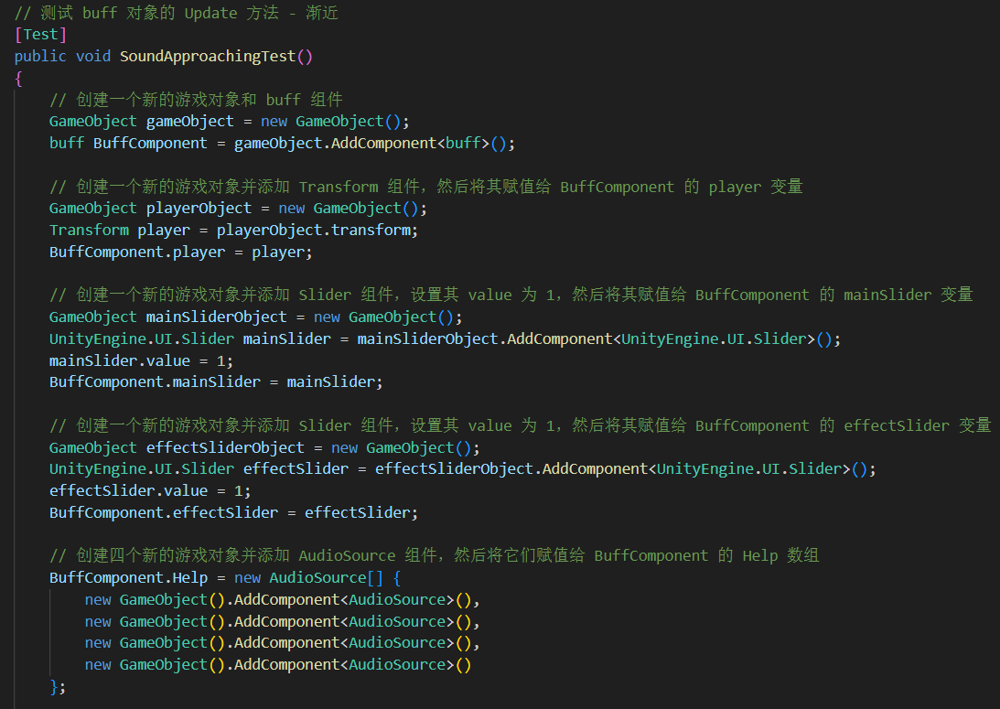 // 测试 buff 对象的 Update 方法 - 渐近
[Test]
public void SoundApproachingTest()
{
// 创建一个新的游戏对象和 buff 组件
GameObject gameObject = new GameObject();
buff BuffComponent = gameObject.AddComponent<buff>();
// 创建一个新的游戏对象并添加 Transform 组件，然后将其赋值给 BuffComponent 的 player 变量
GameObject playerObject = new GameObject();
Transform player = playerObject.transform;
BuffComponent.player = player;
// 创建一个新的游戏对象并添加 Slider 组件，设置其 value 为 1，然后将其赋值给 BuffComponent 的 mainSlider 变量
GameObject mainSliderObject = new GameObject();
UnityEngine.UI.Slider mainSlider = mainSliderObject.AddComponent<UnityEngine.UI.Slider>();
mainSlider.value = 1;
BuffComponent.mainSlider = mainSlider;
// 创建一个新的游戏对象并添加 Slider 组件，设置其 value 为 1，然后将其赋值给 BuffComponent 的 effectSlider 变量
GameObject effectSliderObject = new GameObject();
UnityEngine.UI.Slider effectSlider = effectSliderObject.AddComponent<UnityEngine.UI.Slider>();
effectSlider.value = 1;
BuffComponent.effectSlider = effectSlider;
// 创建四个新的游戏对象并添加 AudioSource 组件，然后将它们赋值给 BuffComponent 的 Help 数组
BuffComponent.Help = new AudioSource[] {
new GameObject().AddComponent<AudioSource>(),
new GameObject().AddComponent<AudioSource>(),
new GameObject().AddComponent<AudioSource>(),
new GameObject().AddComponent<AudioSource>()
};